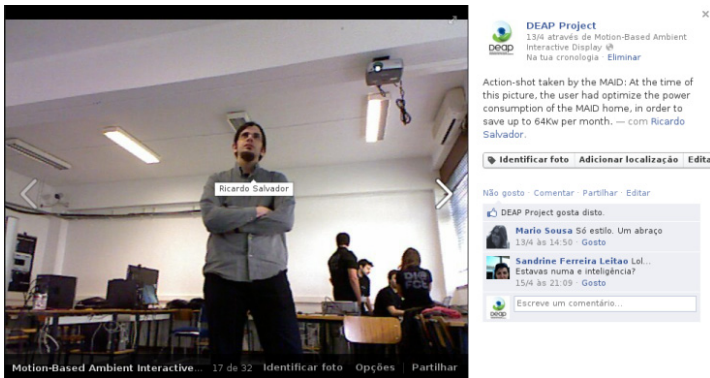 Ricardo Salvador
Motion-Based Ambient Interactive... 17 de 32 Identificar foto Opções Partilhar
deap
DEAP Project
13/4 através de Motion-Based Ambient
Interactive Display
Na tua cronologia · Eliminar
Action-shot taken by the MAID: At the time of
this picture, the user had optimize the power
consumption of the MAID home, in order to
save up to 64Kw per month. — com Ricardo
Salvador.
Identificar foto Adicionar localização Edita
Não gosto · Comentar · Partilhar · Editar
DEAP Project gosta disto.
Mario Sousa Só estilo. Um abraço
13/4 às 14:50 · Gosto
Sandrine Ferreira Leitao Lol...
Estavas numa e inteligência?
15/4 às 21:09 · Gosto
deap
Escreve um comentário...